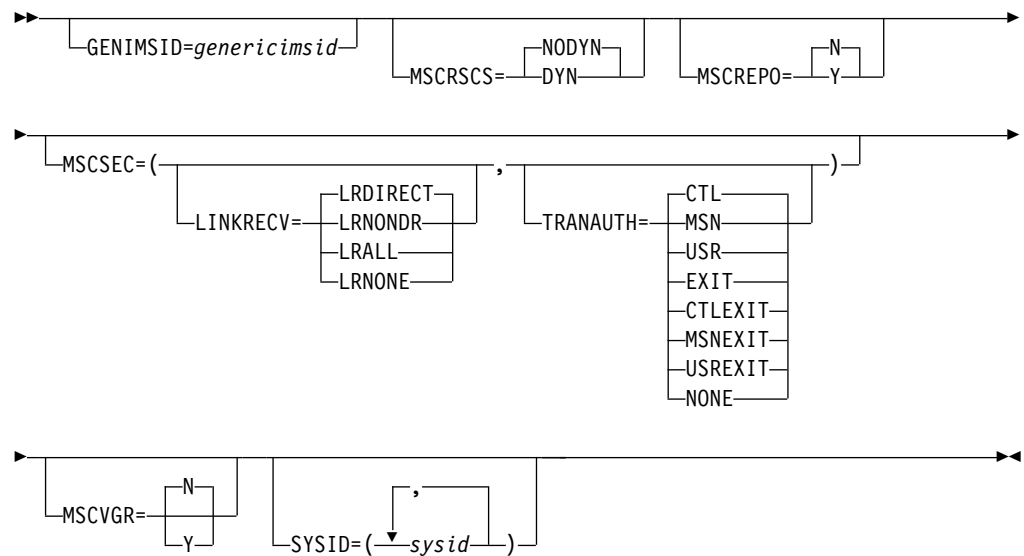 GENIMSID=genericimsid
MSCRSCS=
NODYN
DYN
MSCREPO=
N
Y
MSCSEC=(
LINKRECV=
LRDIRECT
LRNONDR
LRALL
LRNONE
,
TRANAUTH=
CTL
MSN
USR
EXIT
CTLEXIT
MSNEXIT
USREXIT
NONE
)
MSCVGR=
N
Y
SYSID=(
,
sysid
)